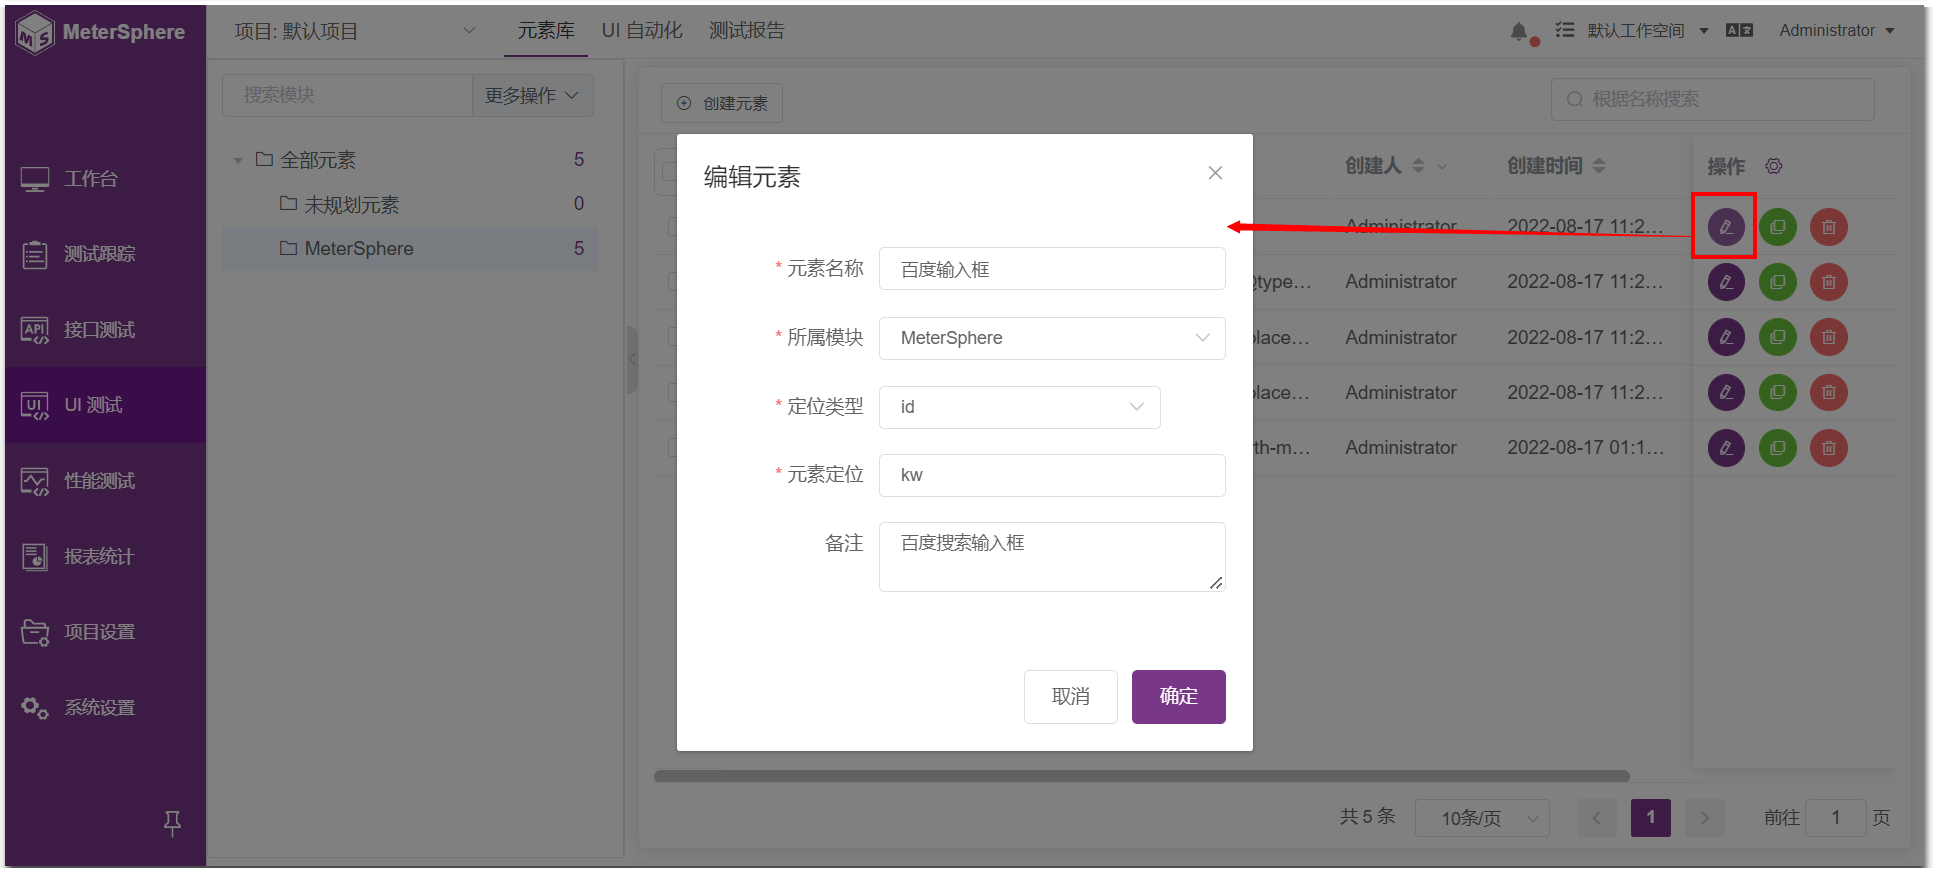 MeterSphere
项目: 默认项目
元素库
UI 自动化
测试报告
默认工作空间
Administrator
工作台
测试跟踪
接口测试
UI 测试
性能测试
报表统计
项目设置
系统设置
搜索模块
更多操作
全部元素 5
未规划元素 0
MeterSphere 5
创建元素
根据名称搜索
创建人
创建时间
操作
Administrator 2022-08-17 11:2...
@type... Administrator 2022-08-17 11:2...
place... Administrator 2022-08-17 11:2...
place... Administrator 2022-08-17 11:2...
th-m... Administrator 2022-08-17 01:1...
编辑元素
* 元素名称 百度输入框
* 所属模块 MeterSphere
* 定位类型 id
* 元素定位 kw
备注 百度搜索输入框
取消
确定
共 5 条
10条/页
1
前往 1 页